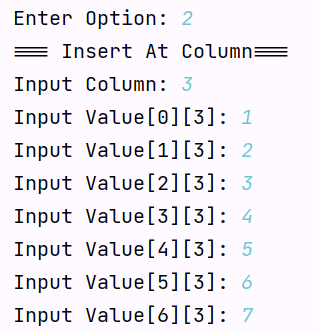 Enter Option: 2
=== Insert At Column===
Input Column: 3
Input Value[0][3]: 1
Input Value[1][3]: 2
Input Value[2][3]: 3
Input Value[3][3]: 4
Input Value[4][3]: 5
Input Value[5][3]: 6
Input Value[6][3]: 7